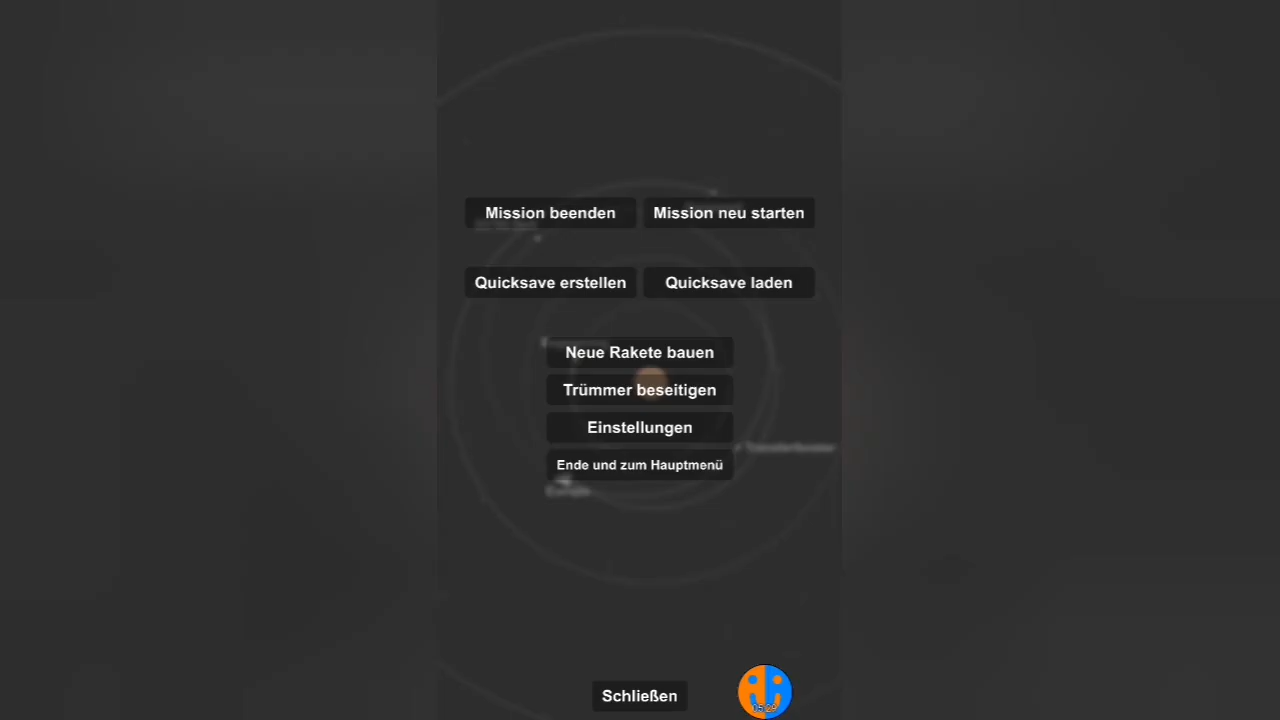 Mission beenden
Mission neu starten
Quicksave erstellen
Quicksave laden
Neue Rakete bauen
Trümmer beseitigen
Einstellungen
Ende und zum Hauptmenü
Schließen